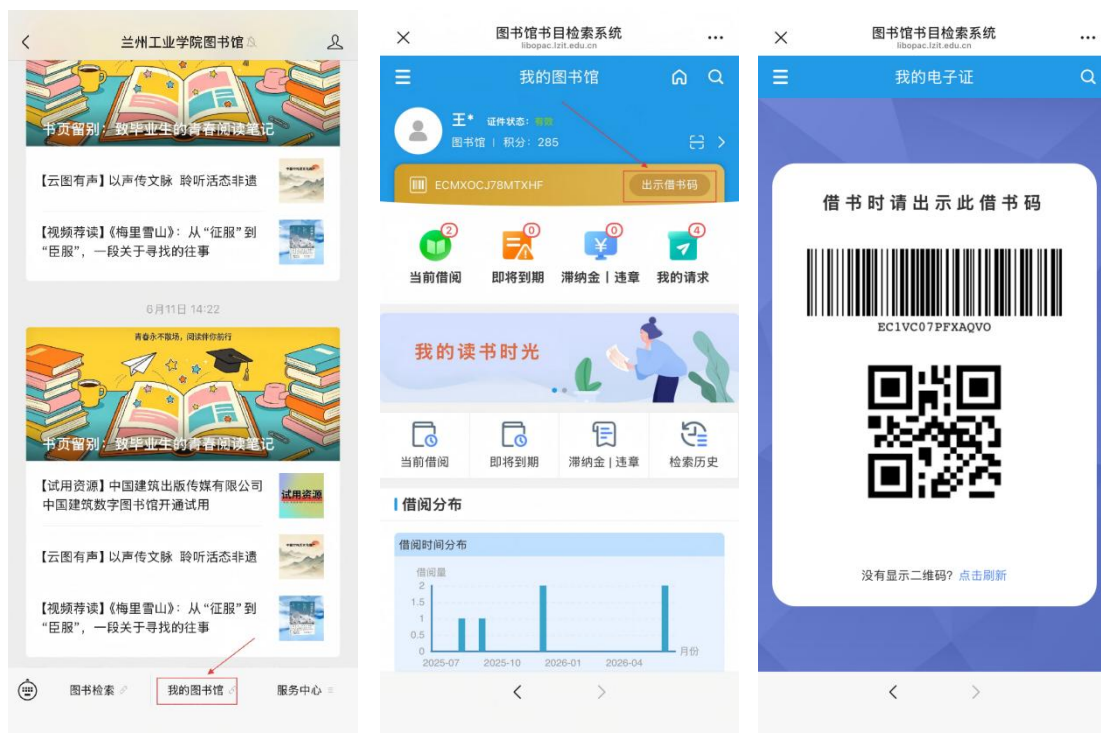 兰州工业学院图书馆
书页留别：致毕业生的青春阅读笔记
【云图有声】以声传文脉 聆听活态非遗
【视频荐读】《梅里雪山》：从“征服”到
“臣服”，一段关于寻找的往事
6月11日 14:22
青春永不散场，阅读伴你前行
书页留别：致毕业生的青春阅读笔记
【试用资源】中国建筑出版传媒有限公司
中国建筑数字图书馆开通试用
试用资源
【云图有声】以声传文脉 聆听活态非遗
【视频荐读】《梅里雪山》：从“征服”到
“臣服”，一段关于寻找的往事
图书检索
我的图书馆
服务中心
图书馆书目检索系统
libopac.lzit.edu.cn
我的图书馆
王* 证件状态：有效
图书馆 | 积分：285
ECMXOCJ78MTXHF
出示借书码
2
0
0
4
当前借阅
即将到期
滞纳金 | 违章
我的请求
我的读书时光
当前借阅
即将到期
滞纳金 | 违章
检索历史
借阅分布
借阅时间分布
借阅量
2
1.5
1
0.5
0
月份
2025-07
2025-10
2026-01
2026-04
图书馆书目检索系统
libopac.lzit.edu.cn
我的电子证
借书时请出示此借书码
EC1VC07PFXAQVO
没有显示二维码？点击刷新